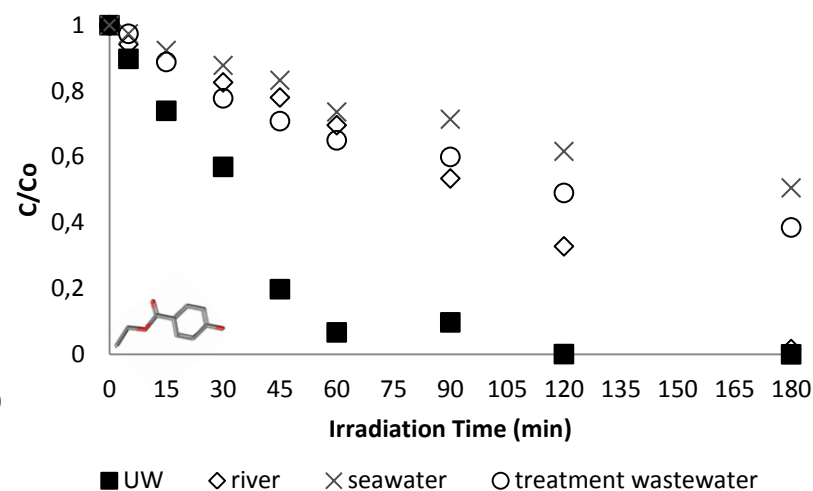 1
0,8
0,6
0,4
0,2
0
C/Co
0 15 30 45 60 75 90 105 120 135 150 165 180
Irradiation Time (min)
UW river seawater treatment wastewater
)